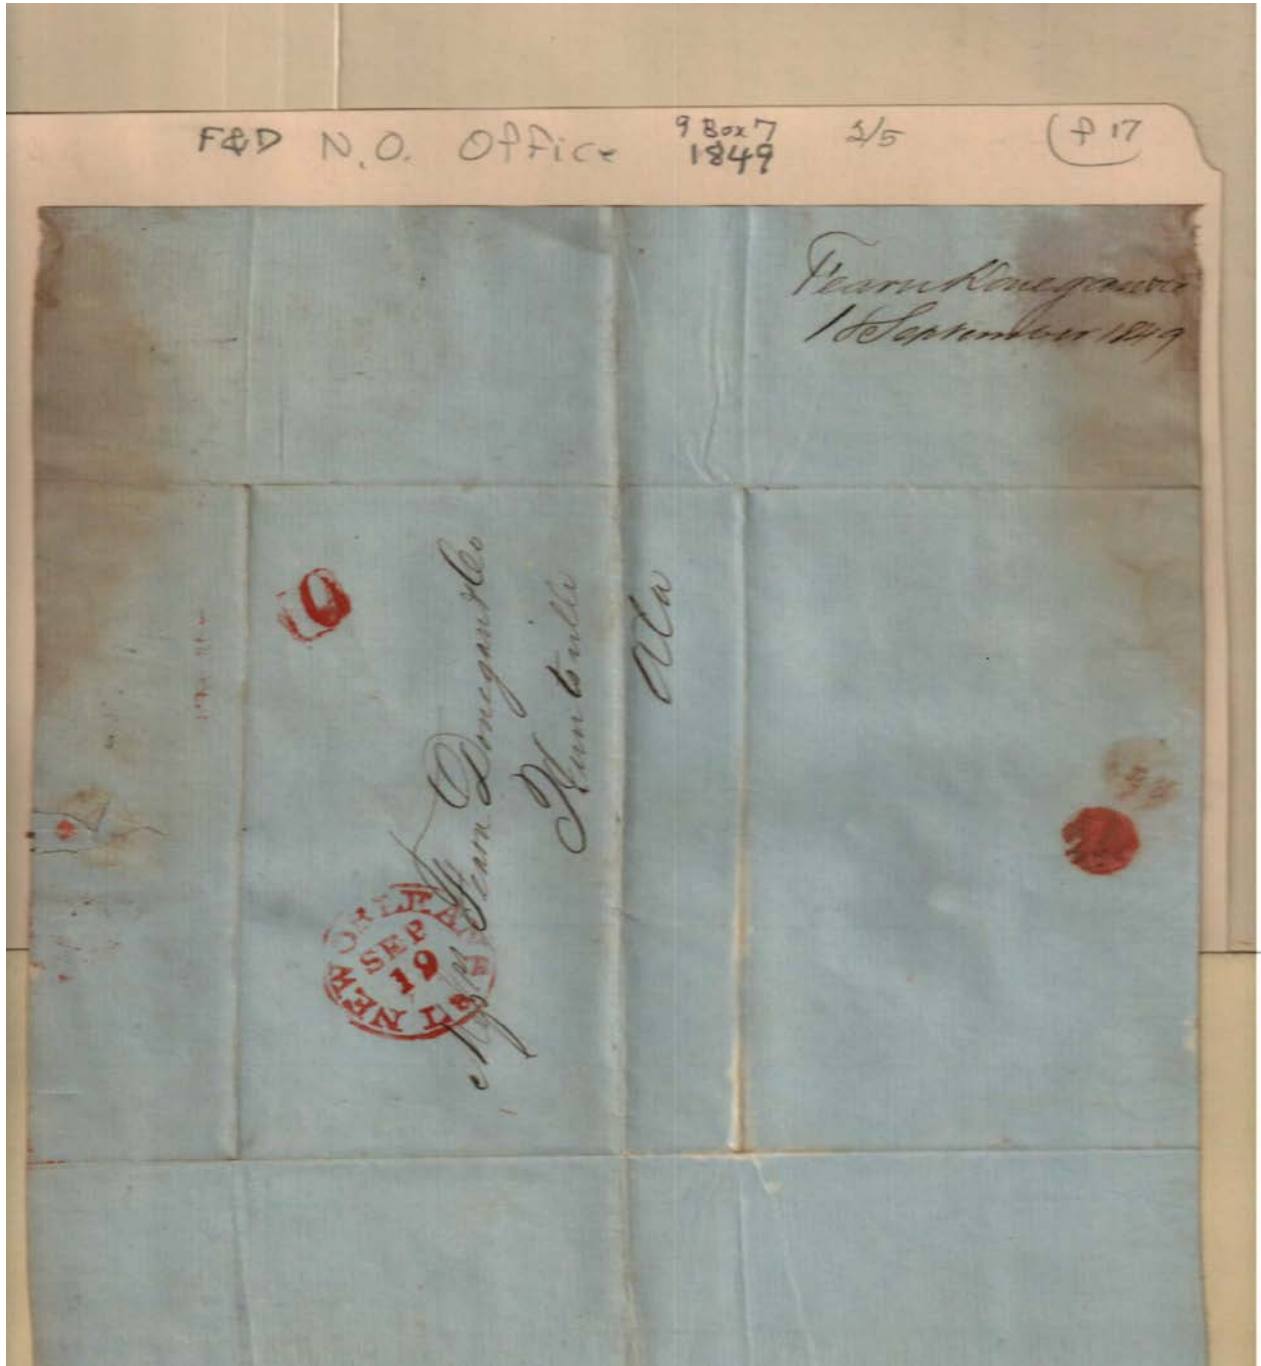 F&D N.O. Office 9 Box 7 1849 2/5 f 17
Fearn Donegan &Co
18 September 1849
Messrs Fearn Donegan & Co
Huntsville
Ala
NEW ORLEANS
SEP
19